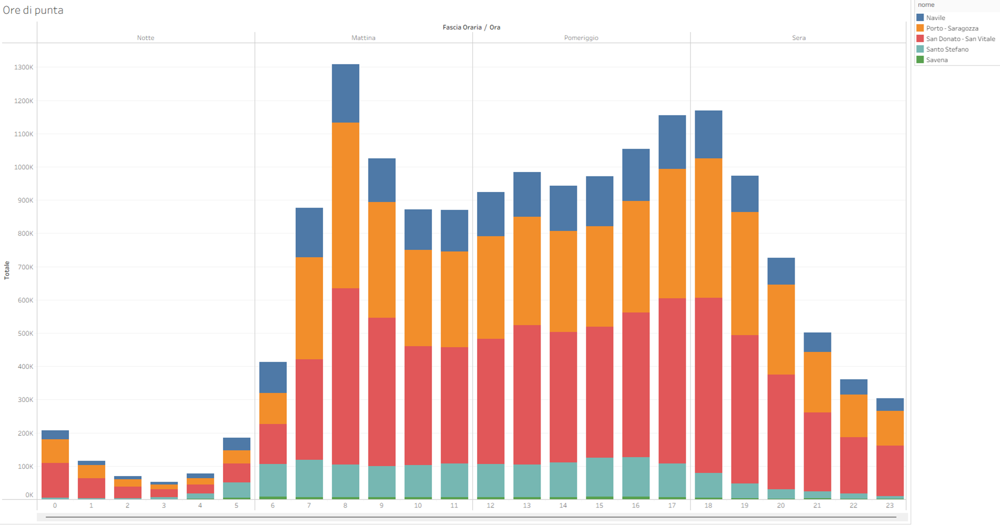 Ore di punta
Fascia Oraria / Ora
Notte Mattina Pomeriggio Sera
1300K
1200K
1100K
1000K
900K
800K
700K
600K
500K
400K
300K
200K
100K
0K
Totale
0 1 2 3 4 5 6 7 8 9 10 11 12 13 14 15 16 17 18 19 20 21 22 23
nome
Navile
Porto - Saragozza
San Donato - San Vitale
Santo Stefano
Savena